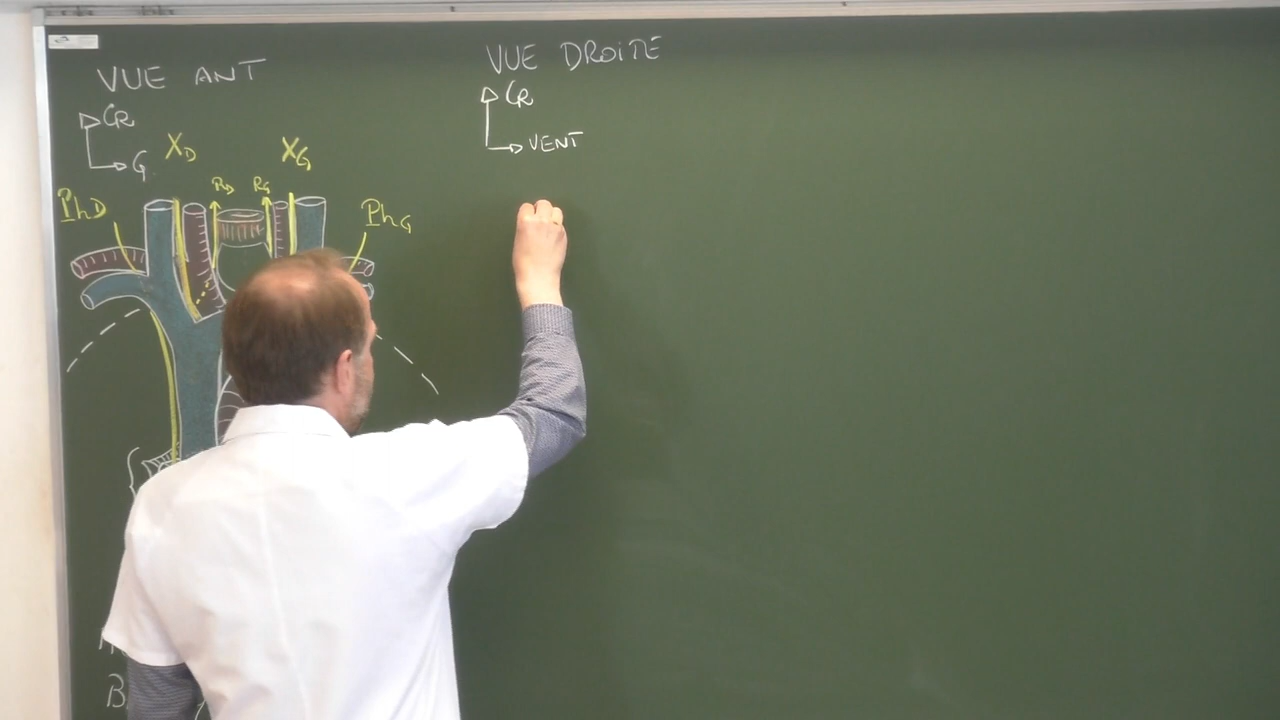 VUE ANT
CR
G
XD
XG
RD
RG
PhD
PhG
B
VUE DROITE
CR
VENT